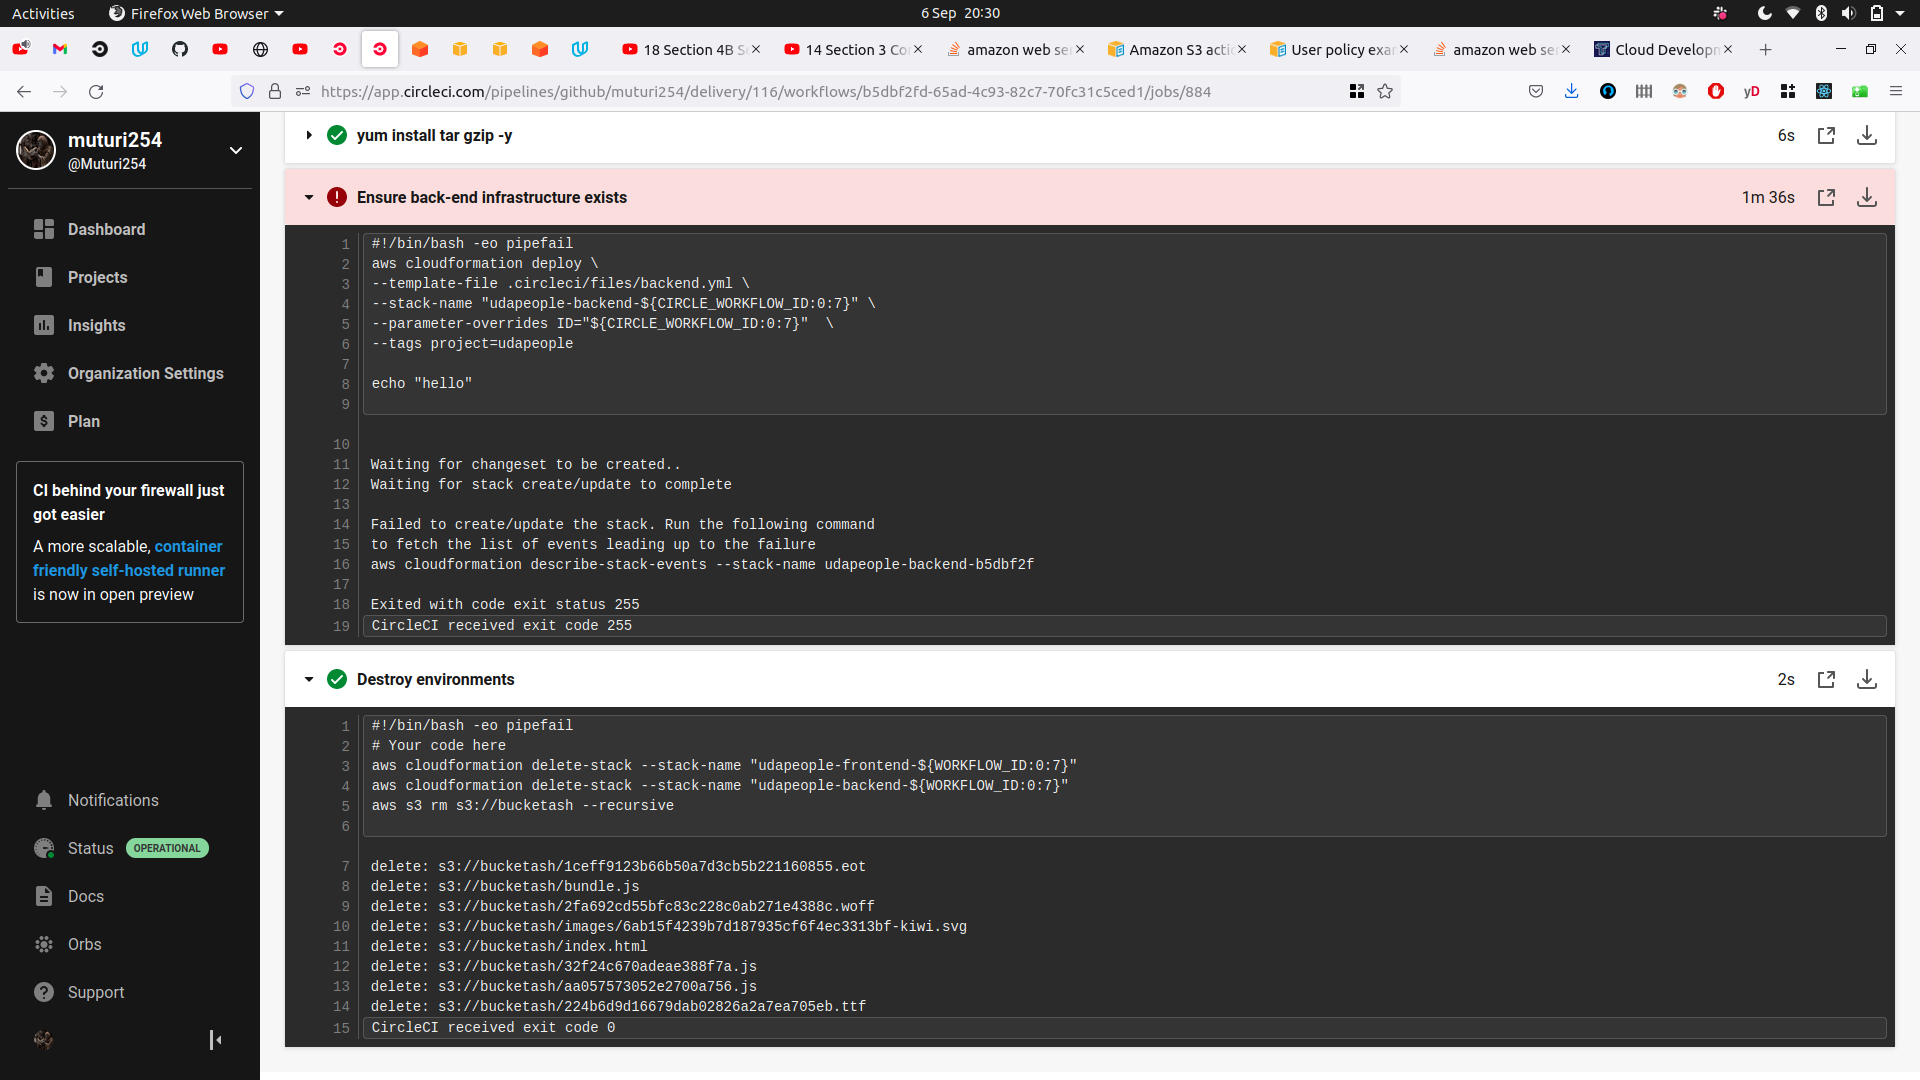 Activities Firefox Web Browser 6 Sep 20:30
18 Section 4B S 14 Section 3 Co amazon web se Amazon S3 acti User policy exa amazon web se Cloud Developm
https://app.circleci.com/pipelines/github/muturi254/delivery/116/workflows/b5dbf2fd-65ad-4c93-82c7-70fc31c5ced1/jobs/884
yD
muturi254
@Muturi254
Dashboard
Projects
Insights
Organization Settings
Plan
CI behind your firewall just
got easier
A more scalable, container
friendly self-hosted runner
is now in open preview
Notifications
Status OPERATIONAL
Docs
Orbs
Support
yum install tar gzip -y 6s
Ensure back-end infrastructure exists 1m 36s
1 #!/bin/bash -eo pipefail
2 aws cloudformation deploy \
3 --template-file .circleci/files/backend.yml \
4 --stack-name "udapeople-backend-${CIRCLE_WORKFLOW_ID:0:7}" \
5 --parameter-overrides ID="${CIRCLE_WORKFLOW_ID:0:7}"  \
6 --tags project=udapeople
7
8 echo "hello"
9
10
11 Waiting for changeset to be created..
12 Waiting for stack create/update to complete
13
14 Failed to create/update the stack. Run the following command
15 to fetch the list of events leading up to the failure
16 aws cloudformation describe-stack-events --stack-name udapeople-backend-b5dbf2f
17
18 Exited with code exit status 255
19 CircleCI received exit code 255
Destroy environments 2s
1 #!/bin/bash -eo pipefail
2 # Your code here
3 aws cloudformation delete-stack --stack-name "udapeople-frontend-${WORKFLOW_ID:0:7}"
4 aws cloudformation delete-stack --stack-name "udapeople-backend-${WORKFLOW_ID:0:7}"
5 aws s3 rm s3://bucketash --recursive
6
7 delete: s3://bucketash/1ceff9123b66b50a7d3cb5b221160855.eot
8 delete: s3://bucketash/bundle.js
9 delete: s3://bucketash/2fa692cd55bfc83c228c0ab271e4388c.woff
10 delete: s3://bucketash/images/6ab15f4239b7d187935cf6f4ec3313bf-kiwi.svg
11 delete: s3://bucketash/index.html
12 delete: s3://bucketash/32f24c670adeae388f7a.js
13 delete: s3://bucketash/aa057573052e2700a756.js
14 delete: s3://bucketash/224b6d9d16679dab02826a2a7ea705eb.ttf
15 CircleCI received exit code 0